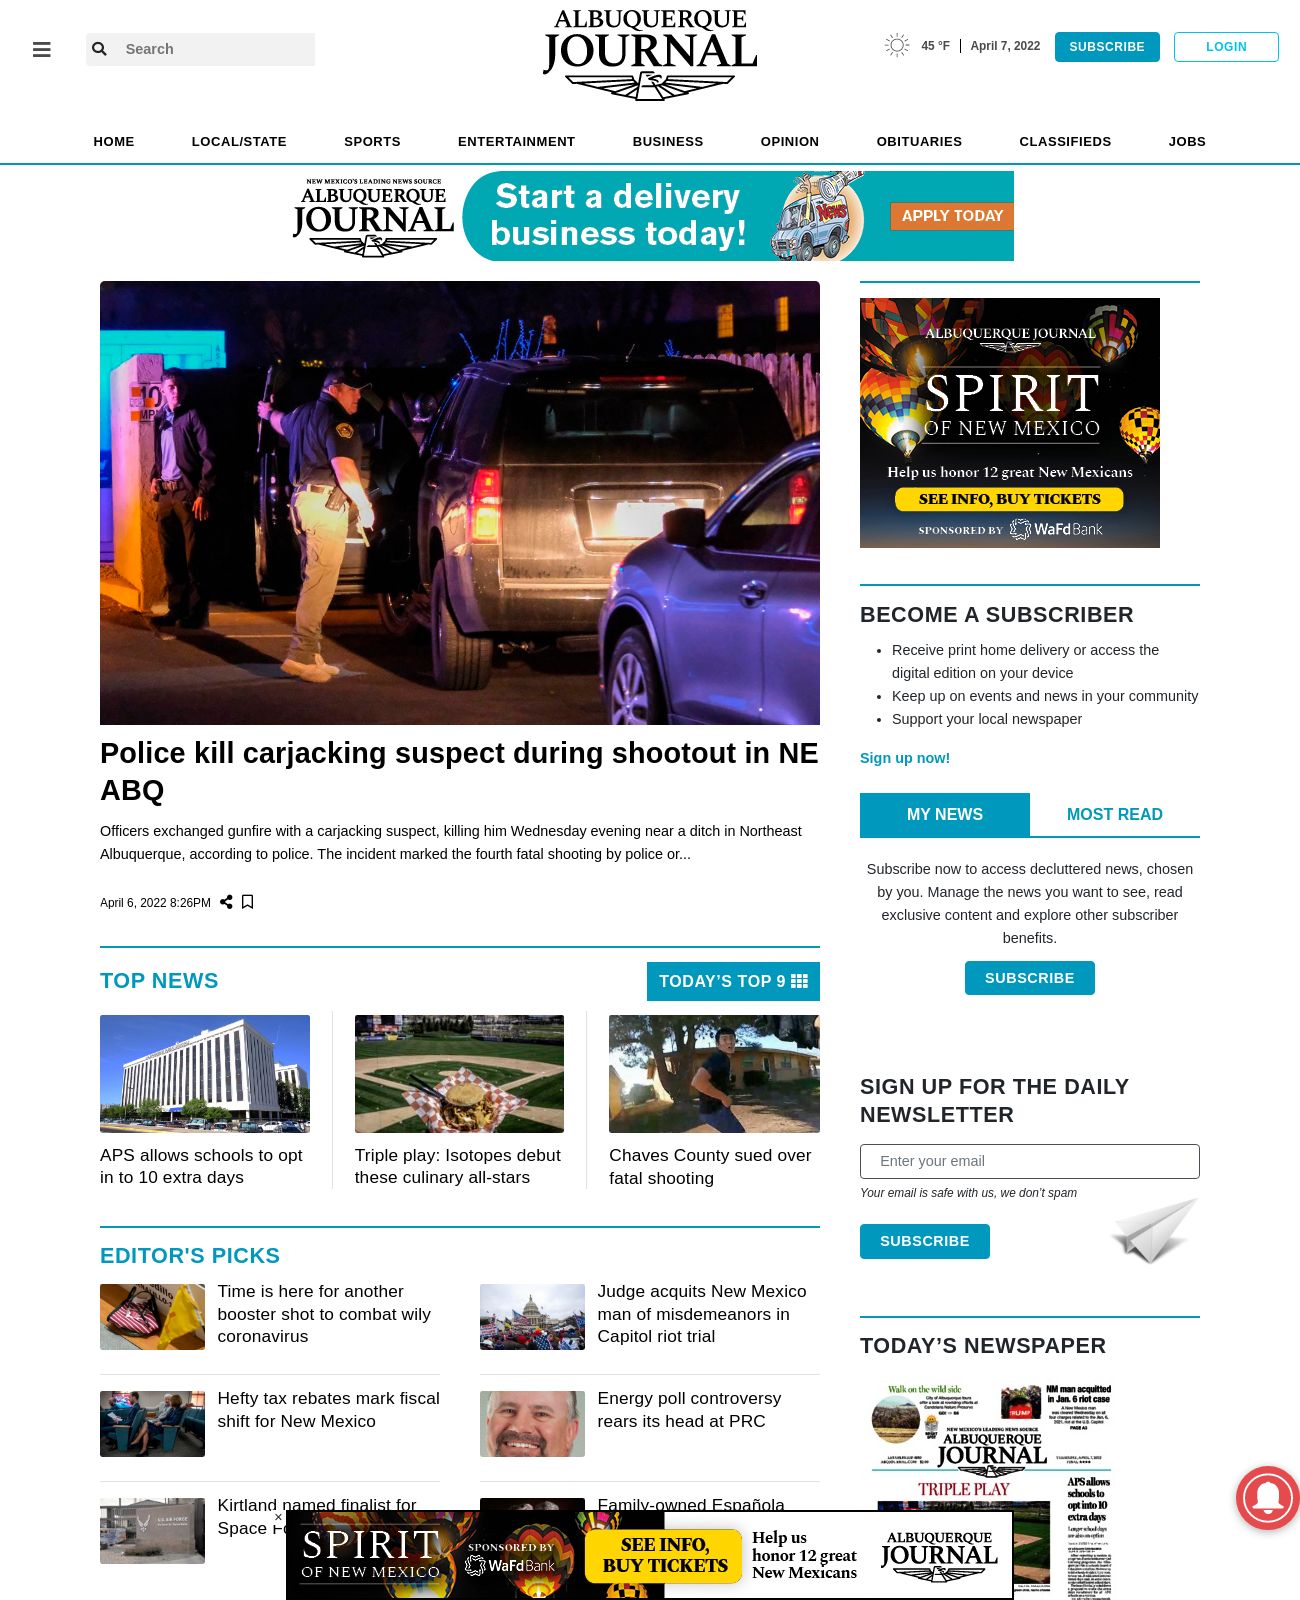 Search
ALBUQUERQUE
JOURNAL
45 °F
April 7, 2022
SUBSCRIBE
LOGIN
HOME
LOCAL/STATE
SPORTS
ENTERTAINMENT
BUSINESS
OPINION
OBITUARIES
CLASSIFIEDS
JOBS
NEW MEXICO'S LEADING NEWS SOURCE
ALBUQUERQUE
JOURNAL
Start a delivery
business today!
News
APPLY TODAY
10
Police kill carjacking suspect during shootout in NE
ABQ
Officers exchanged gunfire with a carjacking suspect, killing him Wednesday evening near a ditch in Northeast
Albuquerque, according to police. The incident marked the fourth fatal shooting by police or...
April 6, 2022 8:26PM
TOP NEWS
TODAY’S TOP 9
APS allows schools to opt
in to 10 extra days
Triple play: Isotopes debut
these culinary all-stars
Chaves County sued over
fatal shooting
EDITOR'S PICKS
Time is here for another
booster shot to combat wily
coronavirus
Judge acquits New Mexico
man of misdemeanors in
Capitol riot trial
Hefty tax rebates mark fiscal
shift for New Mexico
Energy poll controversy
rears its head at PRC
U.S. AIR FORCE
Kirtland named finalist for
Space
Family-owned Española
ALBUQUERQUE JOURNAL
SPIRIT
OF NEW MEXICO
Help us honor 12 great New Mexicans
SEE INFO, BUY TICKETS
SPONSORED BY WaFd Bank
BECOME A SUBSCRIBER
• Receive print home delivery or access the
digital edition on your device
• Keep up on events and news in your community
• Support your local newspaper
Sign up now!
MY NEWS
MOST READ
Subscribe now to access decluttered news, chosen
by you. Manage the news you want to see, read
exclusive content and explore other subscriber
benefits.
SUBSCRIBE
SIGN UP FOR THE DAILY
NEWSLETTER
Enter your email
Your email is safe with us, we don’t spam
SUBSCRIBE
TODAY’S NEWSPAPER
Walk on the wild side
NM man acquitted
in Jan. 6 riot case
TRUMP
NEW MEXICO'S LEADING NEWS SOURCE
ALBUQUERQUE
JOURNAL
TRIPLE PLAY
APS allows
schools to
opt into 10
extra days
×
SPIRIT
OF NEW MEXICO
SPONSORED BY
WaFd Bank
SEE INFO,
BUY TICKETS
Help us
honor 12 great
New Mexicans
ALBUQUERQUE
JOURNAL